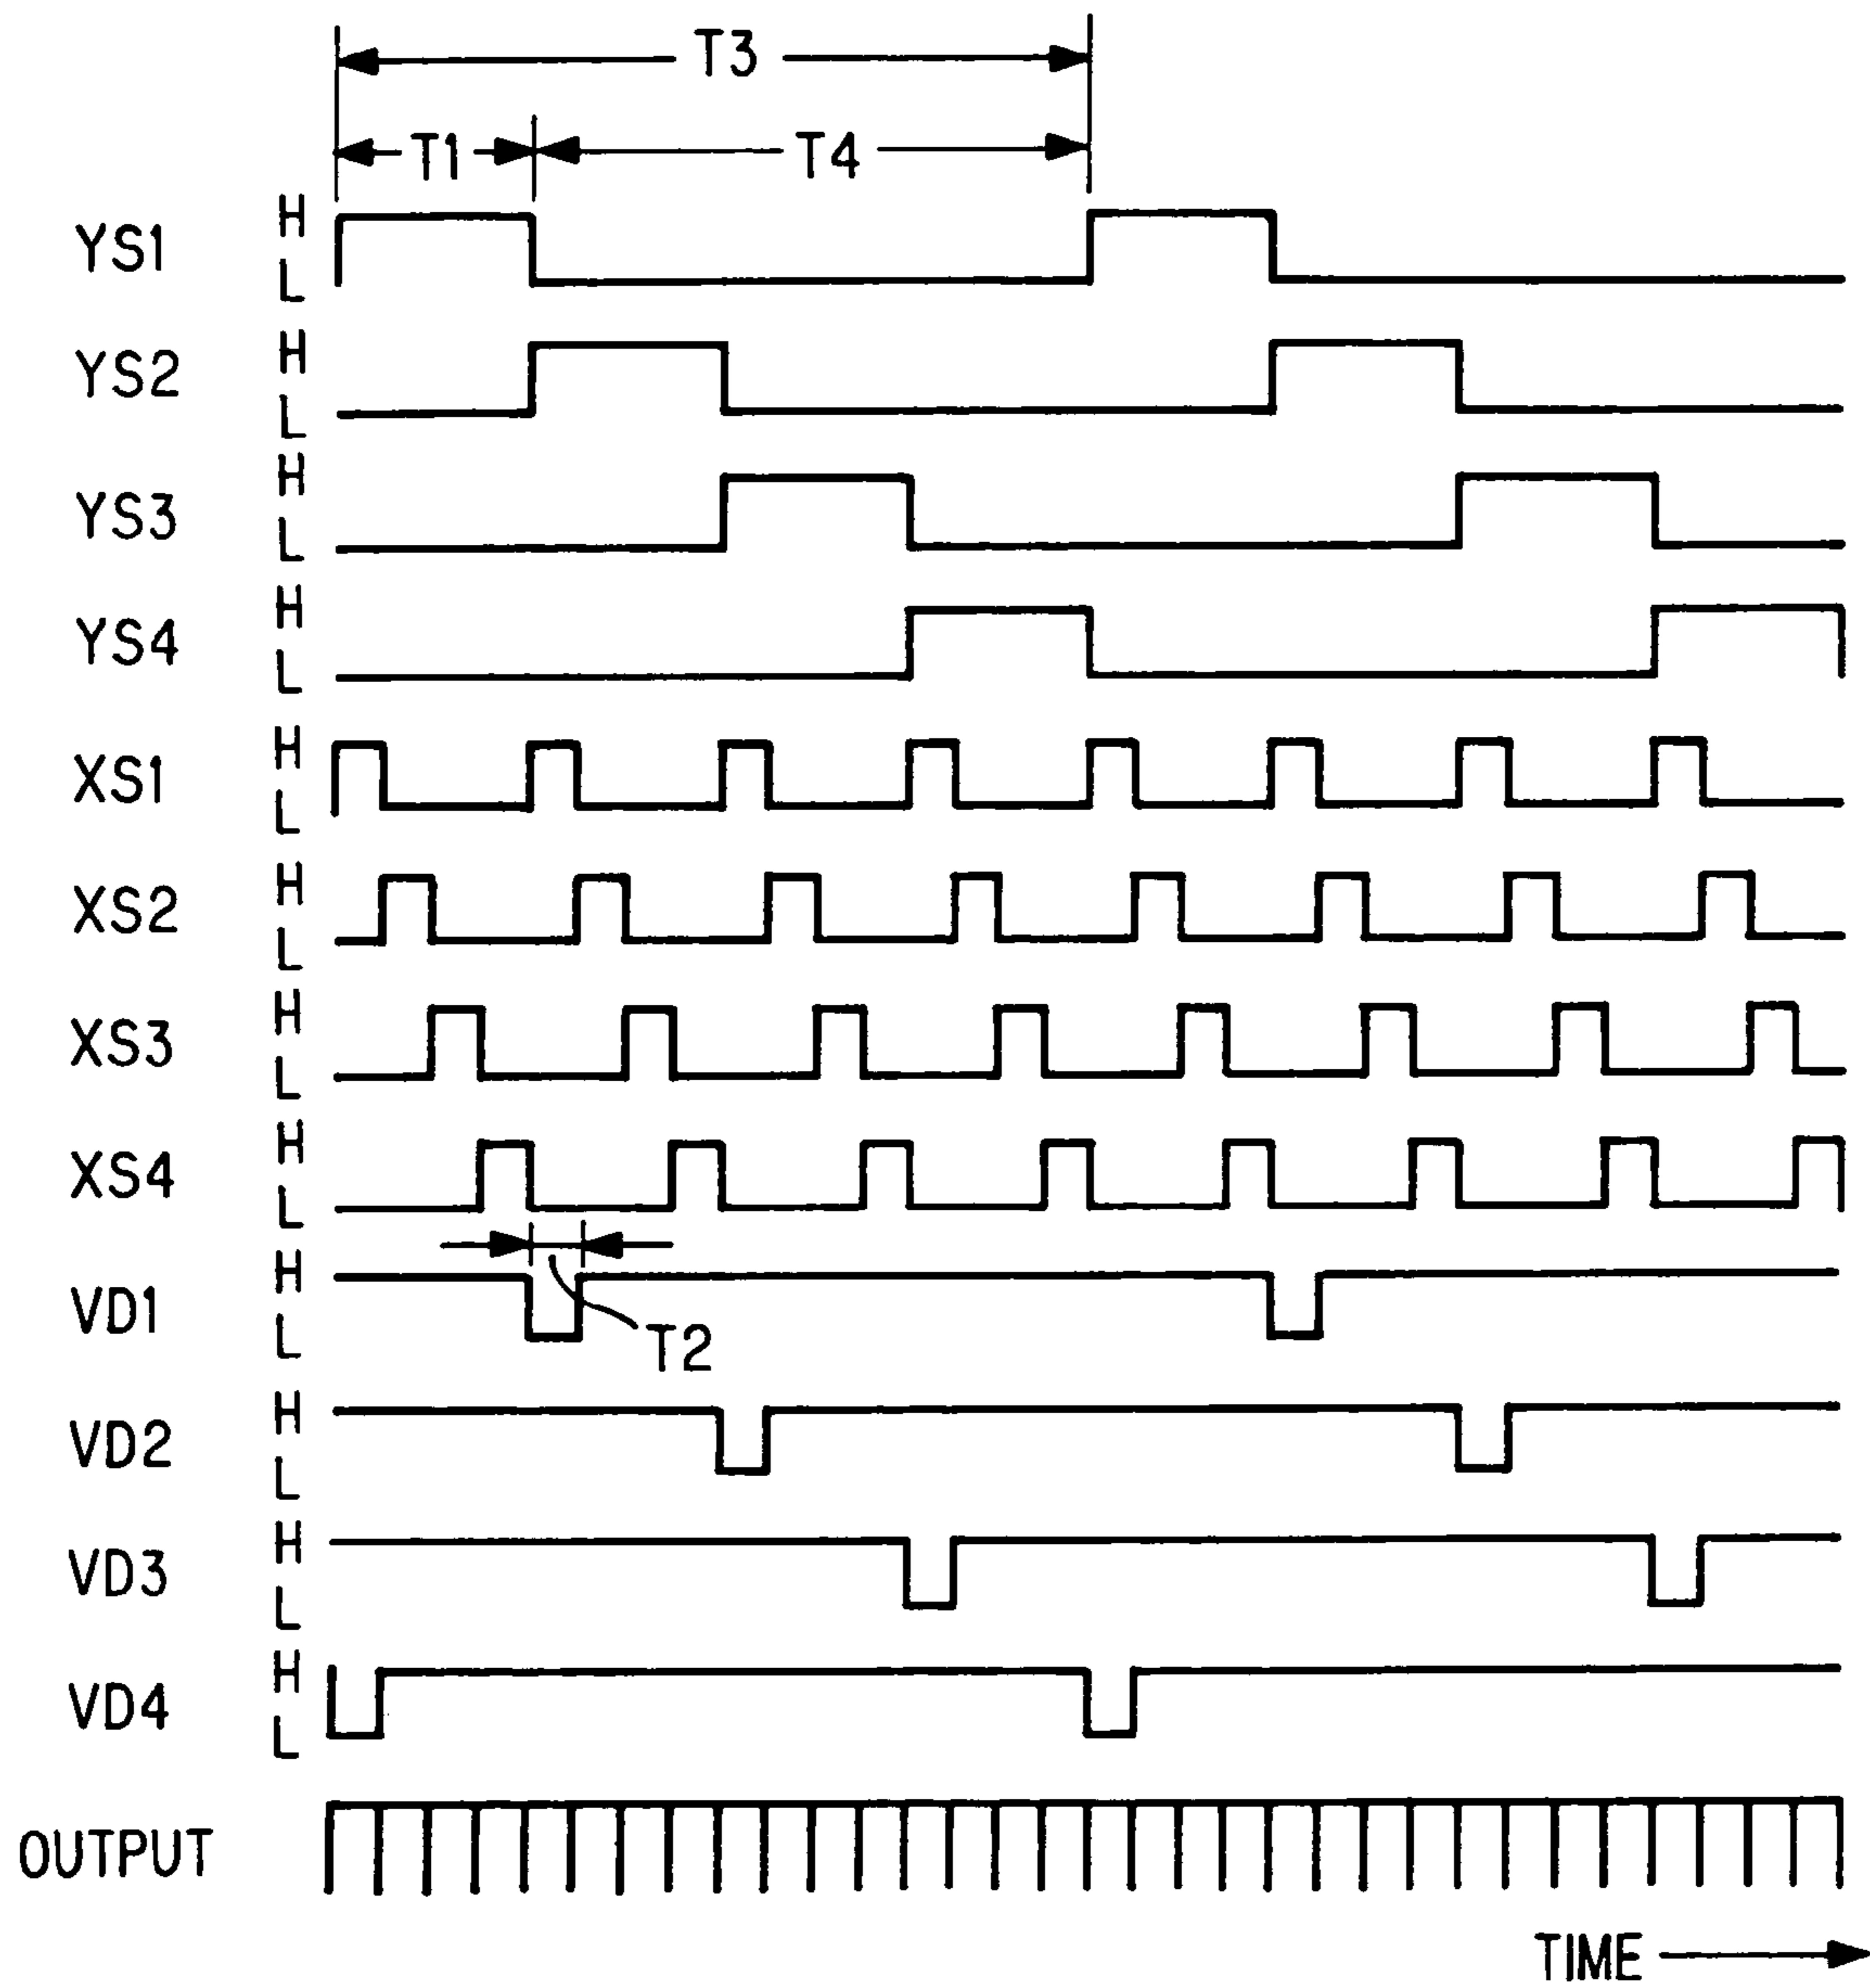 T3
T1 T4
YS1 H L
YS2 H L
YS3 H L
YS4 H L
XS1 H L
XS2 H L
XS3 H L
XS4 H L
VD1 H L
T2
VD2 H L
VD3 H L
VD4 H L
OUTPUT
TIME